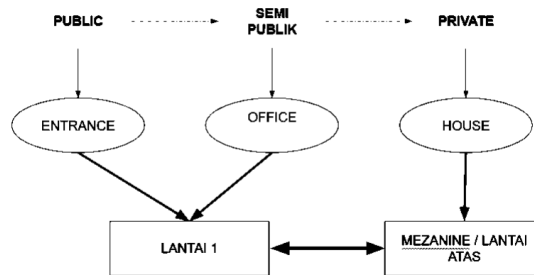 PUBLIC
SEMI
PUBLIK
PRIVATE
ENTRANCE
OFFICE
HOUSE
LANTAI 1
MEZANINE / LANTAI
ATAS